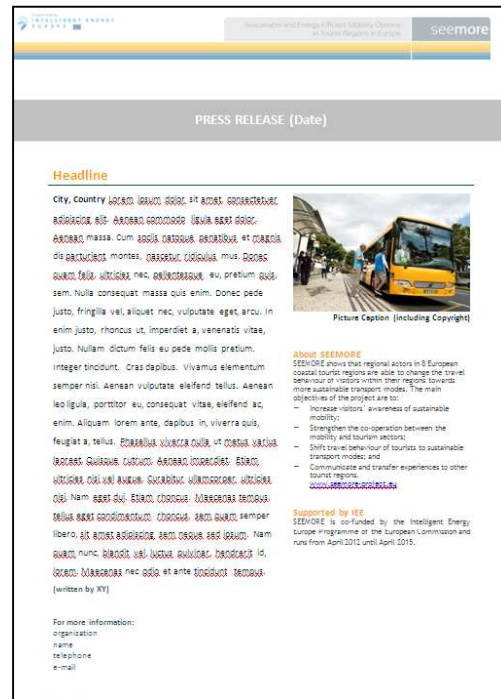 INTELLIGENT ENERGY
EUROPE
Sustainable and Energy Efficient Mobility Options
in Tourist Regions in Europe
seemore
PRESS RELEASE (Date)
Headline
City, Country Lorem ipsum dolor sit amet, consectetuer
adipiscing elit. Aenean commodo ligula eget dolor.
Aenean massa. Cum sociis natoque penatibus et magnis
dis parturient montes, nascetur ridiculus mus. Donec
quam felis, ultricies nec, pellentesque eu, pretium quis,
sem. Nulla consequat massa quis enim. Donec pede
justo, fringilla vel, aliquet nec, vulputate eget, arcu. In
enim justo, rhoncus ut, imperdiet a, venenatis vitae,
justo. Nullam dictum felis eu pede mollis pretium.
Integer tincidunt. Cras dapibus. Vivamus elementum
semper nisi. Aenean vulputate eleifend tellus. Aenean
leo ligula, porttitor eu, consequat vitae, eleifend ac,
enim. Aliquam lorem ante, dapibus in, viverra quis,
feugiat a, tellus. Phasellus viverra nulla ut metus varius
laoreet. Quisque rutrum. Aenean imperdiet. Etiam
ultricies nisi vel augue. Curabitur ullamcorper ultricies
nisi. Nam eget dui. Etiam rhoncus. Maecenas tempus,
tellus eget condimentum rhoncus, sem quam semper
libero, sit amet adipiscing sem neque sed ipsum. Nam
quam nunc, blandit vel, luctus pulvinar, hendrerit id,
lorem. Maecenas nec odio et ante tincidunt tempus.
(written by XY)
For more information:
organisation
name
telephone
e-mail
Picture Caption (including Copyright)
About SEEMORE
SEEMORE shows that regional actors in 8 European
coastal tourist regions are able to change the travel
behaviour of visitors within their regions towards
more sustainable transport modes. The main
objectives of the project are to:
– Increase visitors' awareness of sustainable
mobility;
– Strengthen the co-operation between the
mobility and tourism sectors;
– Shift travel behaviour of tourists to sustainable
transport modes; and
– Communicate and transfer experiences to other
tourist regions.
www.seemore-project.eu
Supported by IEE
SEEMORE is co-funded by the Intelligent Energy
Europe Programme of the European Commission and
runs from April 2012 until April 2015.